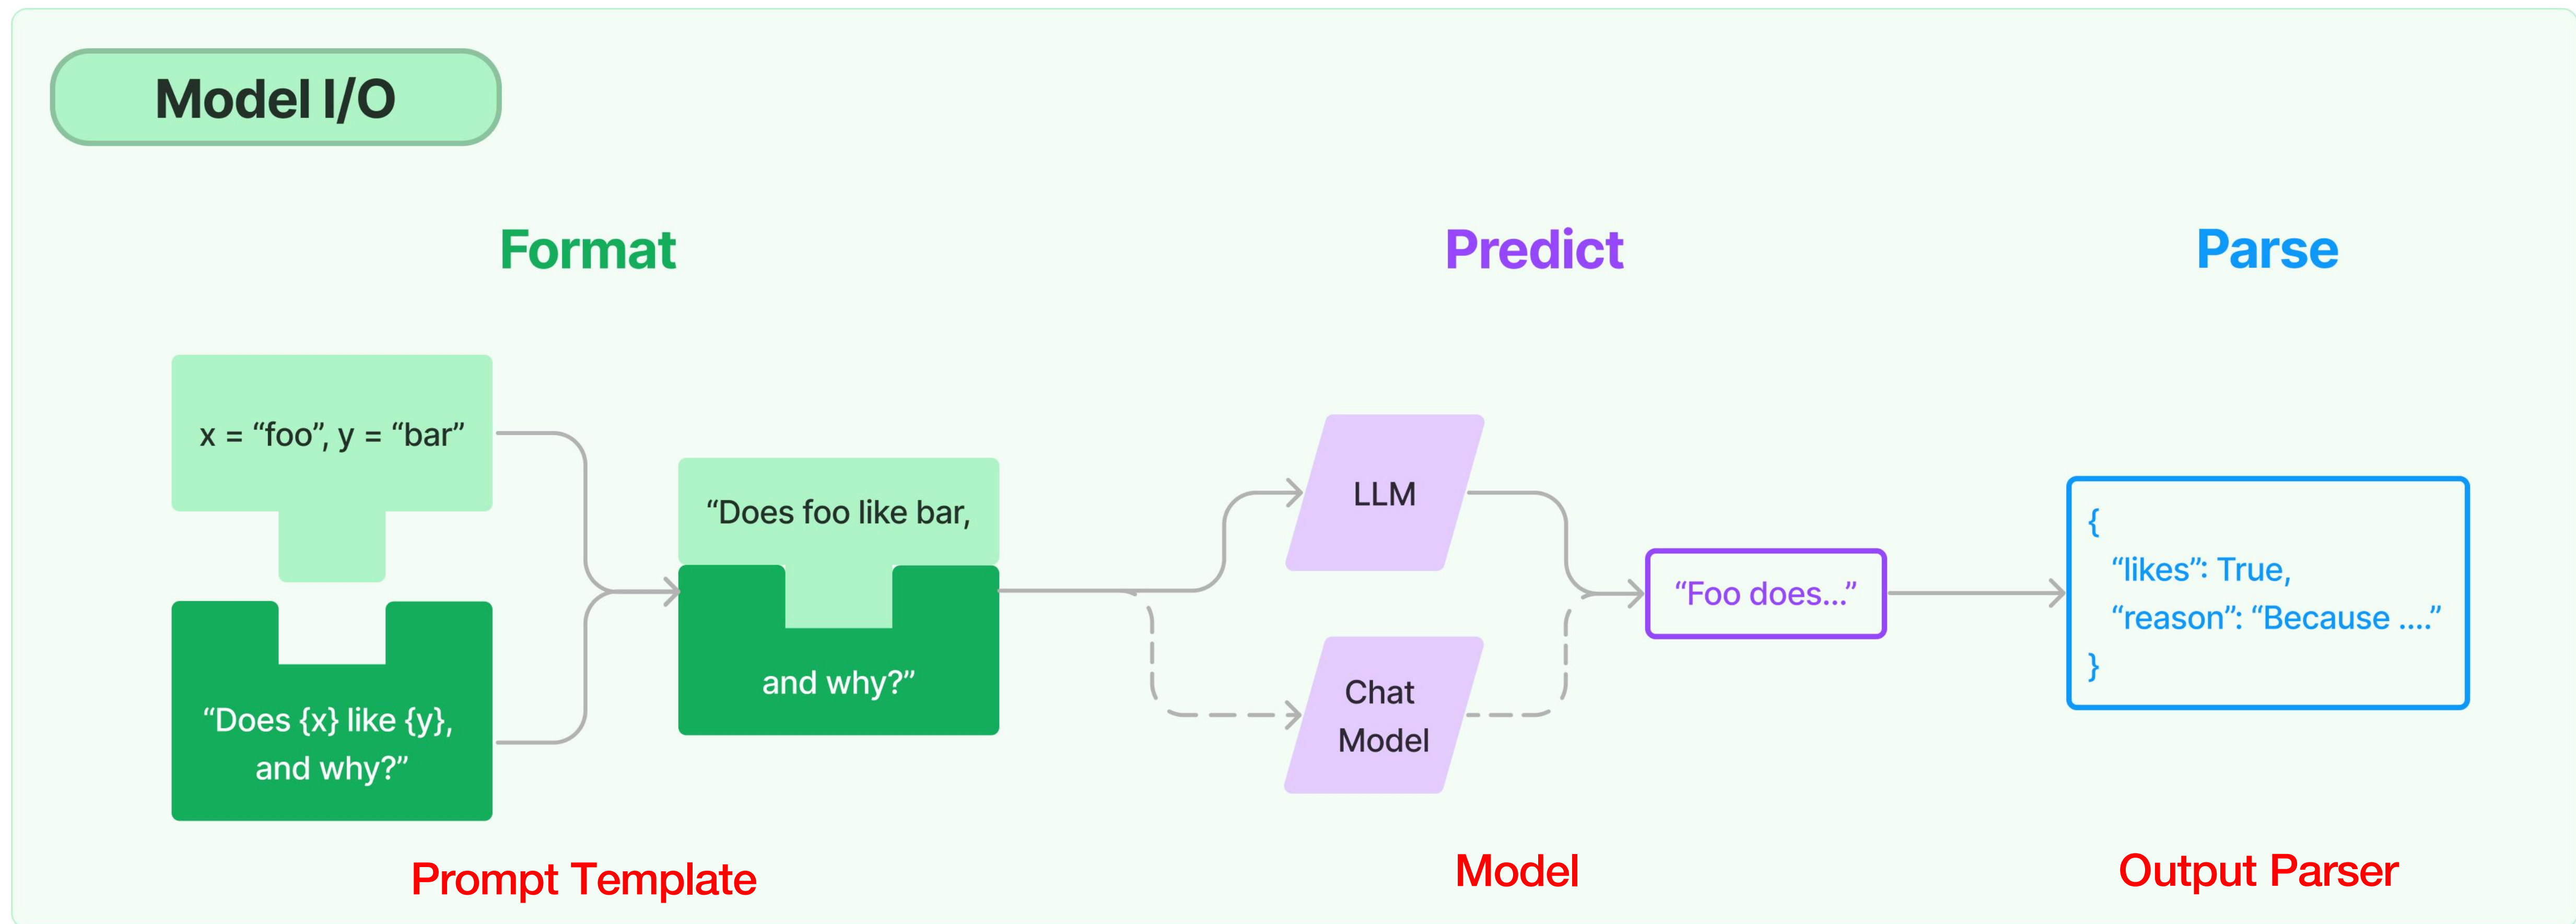 Model I/O
Format
Predict
Parse
x = “foo”, y = “bar”
“Does {x} like {y},
and why?”
“Does foo like bar,
and why?”
LLM
Chat
Model
“Foo does...”
{
“likes”: True,
“reason”: “Because ....”
}
Prompt Template
Model
Output Parser